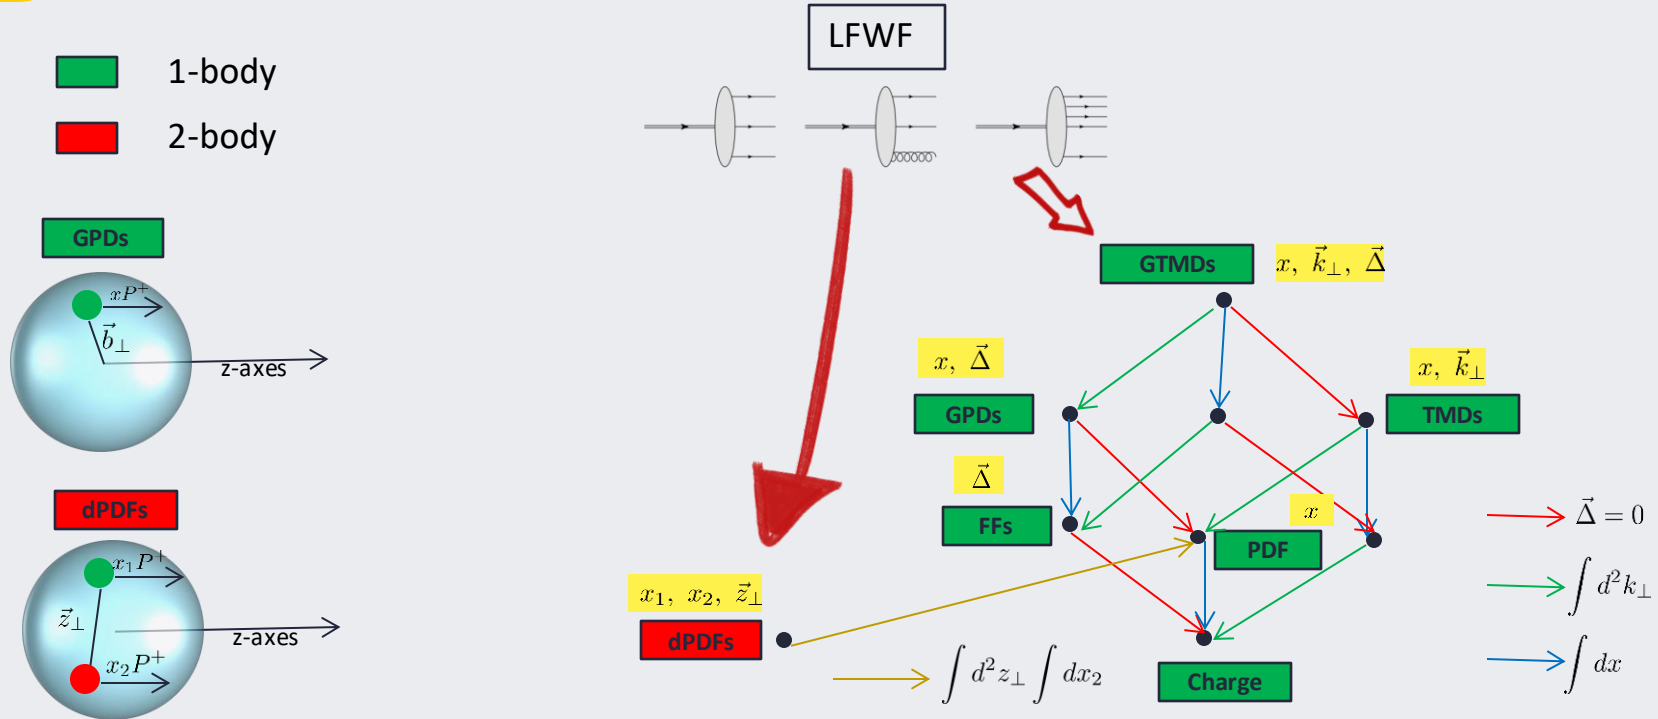 LFWF
1-body
2-body
GPDs
xP⁺
b⃗⊥
z-axes
dPDFs
x₁P⁺
z⃗⊥
x₂P⁺
z-axes
GTMDs
x, k⃗⊥, Δ⃗
x, Δ⃗
GPDs
x, k⃗⊥
TMDs
Δ⃗
FFs
x
PDF
x₁, x₂, z⃗⊥
dPDFs
∫ d²z⊥ ∫ dx₂
Charge
Δ⃗ = 0
∫ d²k⊥
∫ dx